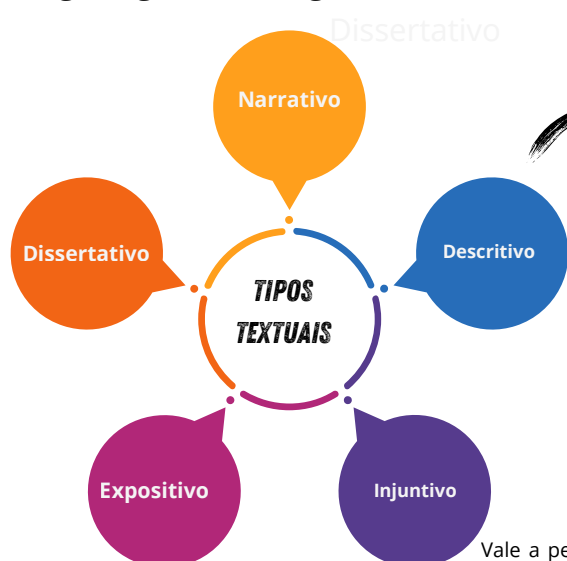 Dissertativo
Narrativo
Dissertativo
Descritivo
TIPOS
TEXTUAIS
Expositivo
Injuntivo
Vale a pe